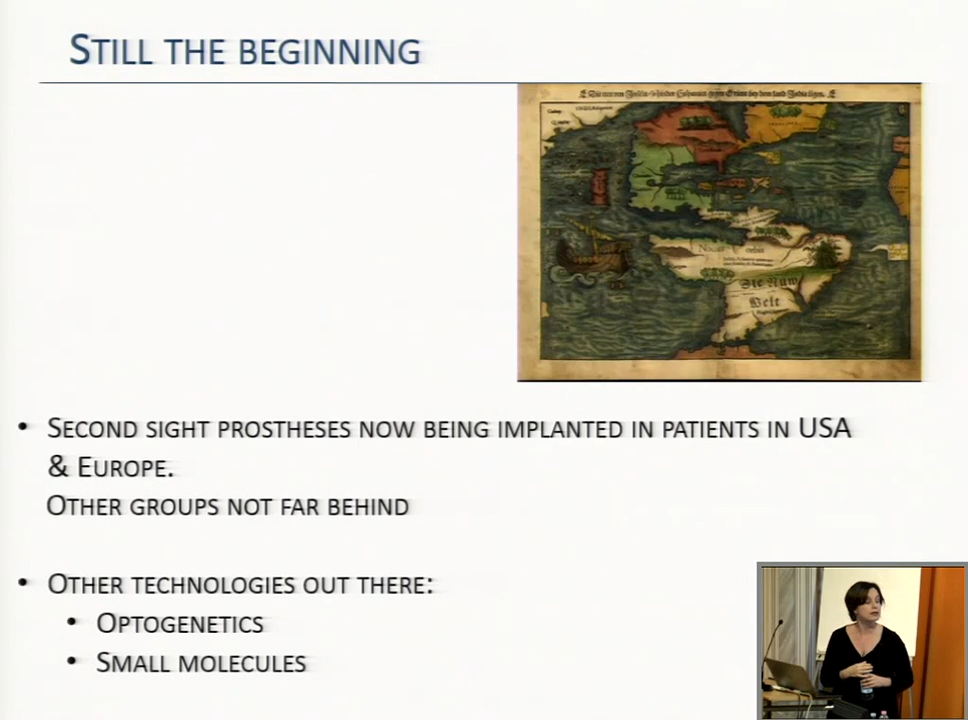 Still the beginning
Die Nüw
Welt
• Second sight prostheses now being implanted in patients in USA
& Europe.
Other groups not far behind
• Other technologies out there:
• Optogenetics
• Small molecules